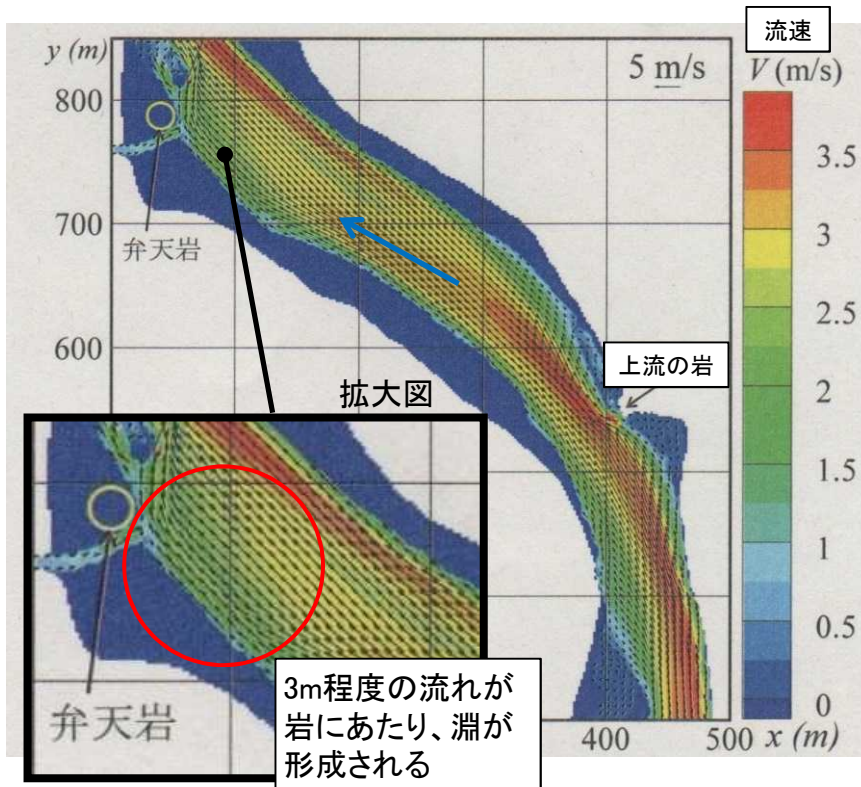 流速
y (m)
5 m/s
V (m/s)
800
3.5
700
弁天岩
3
600
2.5
上流の岩
拡大図
2
1.5
1
0.5
0
弁天岩
3m程度の流れが
岩にあたり、淵が
形成される
400
500
x (m)